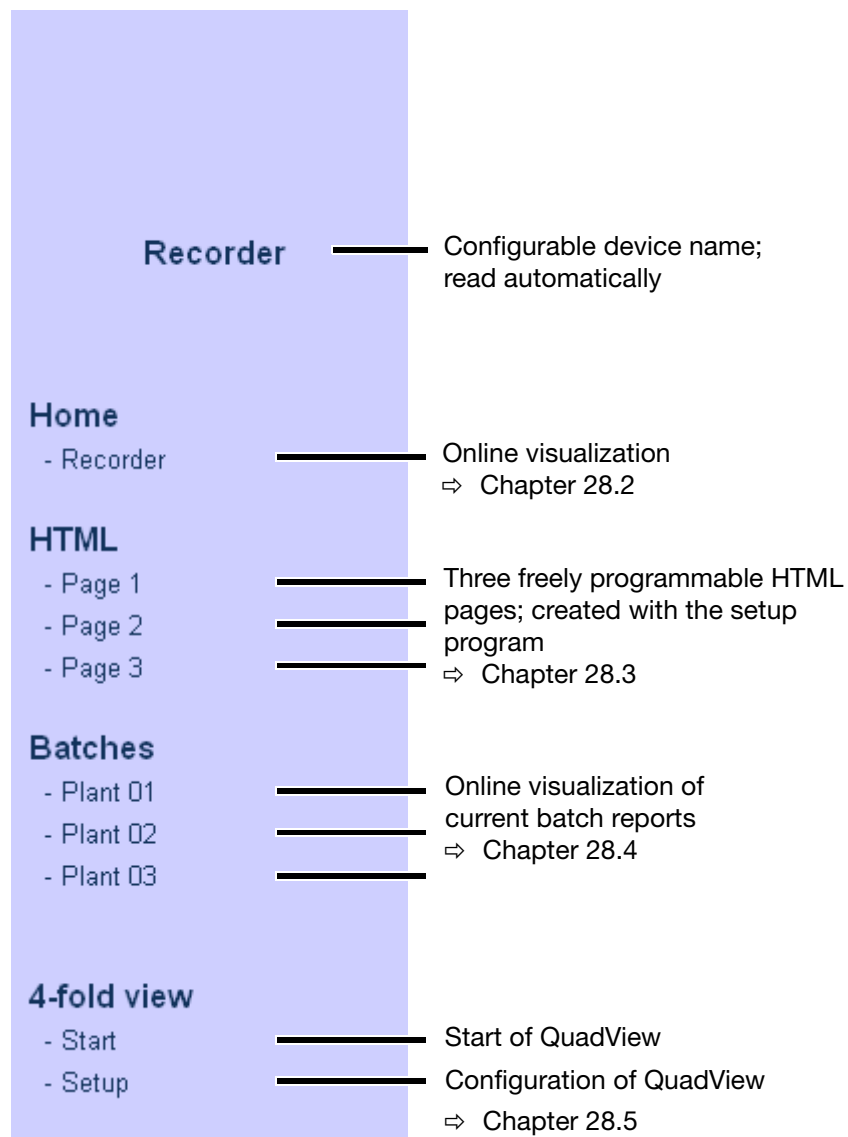 Recorder
Configurable device name;
read automatically
Home
- Recorder
Online visualization
⇨ Chapter 28.2
HTML
- Page 1
- Page 2
- Page 3
Three freely programmable HTML
pages; created with the setup
program
⇨ Chapter 28.3
Batches
- Plant 01
- Plant 02
- Plant 03
Online visualization of
current batch reports
⇨ Chapter 28.4
4-fold view
- Start
Start of QuadView
- Setup
Configuration of QuadView
⇨ Chapter 28.5